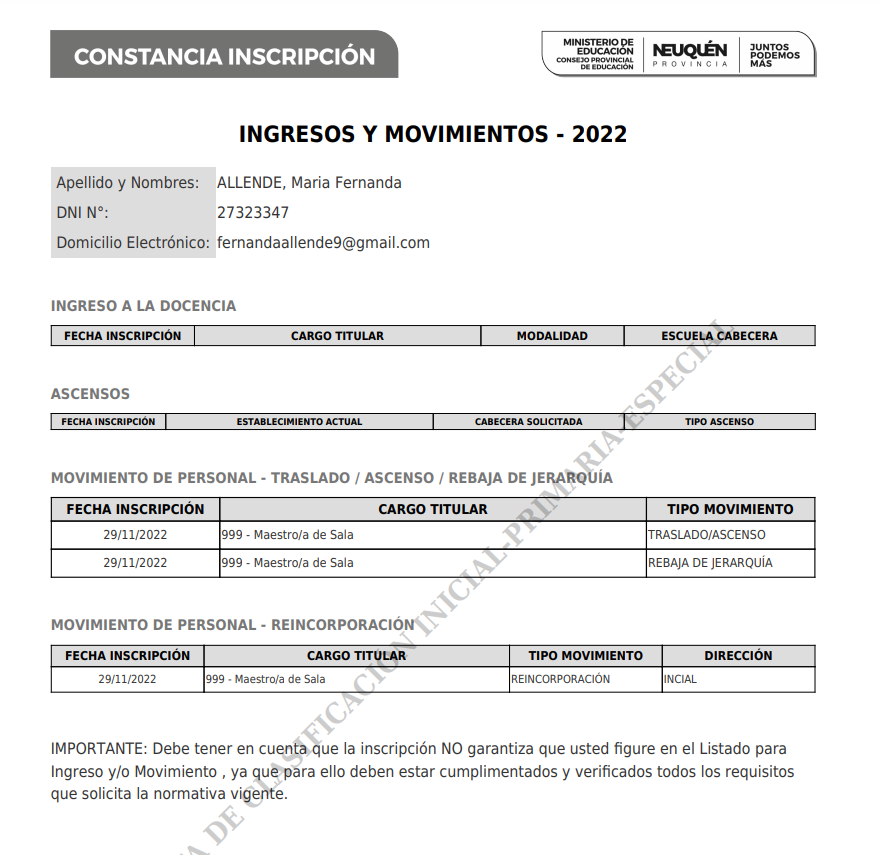 CONSTANCIA INSCRIPCIÓN
MINISTERIO DE
EDUCACIÓN
CONSEJO PROVINCIAL
DE EDUCACIÓN
NEUQUÉN
PROVINCIA
JUNTOS
PODEMOS
MÁS
INGRESOS Y MOVIMIENTOS - 2022
Apellido y Nombres: ALLENDE, Maria Fernanda
DNI N°: 27323347
Domicilio Electrónico: fernandaallende9@gmail.com
INGRESO A LA DOCENCIA
FECHA INSCRIPCIÓN CARGO TITULAR MODALIDAD ESCUELA CABECERA
ASCENSOS
FECHA INSCRIPCIÓN ESTABLECIMIENTO ACTUAL CABECERA SOLICITADA TIPO ASCENSO
MOVIMIENTO DE PERSONAL - TRASLADO / ASCENSO / REBAJA DE JERARQUÍA
FECHA INSCRIPCIÓN CARGO TITULAR TIPO MOVIMIENTO
29/11/2022 999 - Maestro/a de Sala TRASLADO/ASCENSO
29/11/2022 999 - Maestro/a de Sala REBAJA DE JERARQUÍA
MOVIMIENTO DE PERSONAL - REINCORPORACIÓN
FECHA INSCRIPCIÓN CARGO TITULAR TIPO MOVIMIENTO DIRECCIÓN
29/11/2022 999 - Maestro/a de Sala REINCORPORACIÓN INCIAL
IMPORTANTE: Debe tener en cuenta que la inscripción NO garantiza que usted figure en el Listado para
Ingreso y/o Movimiento , ya que para ello deben estar cumplimentados y verificados todos los requisitos
que solicita la normativa vigente.
DE CLASIFICACIÓN INICIAL-PRIMARIA-ESPECIAL